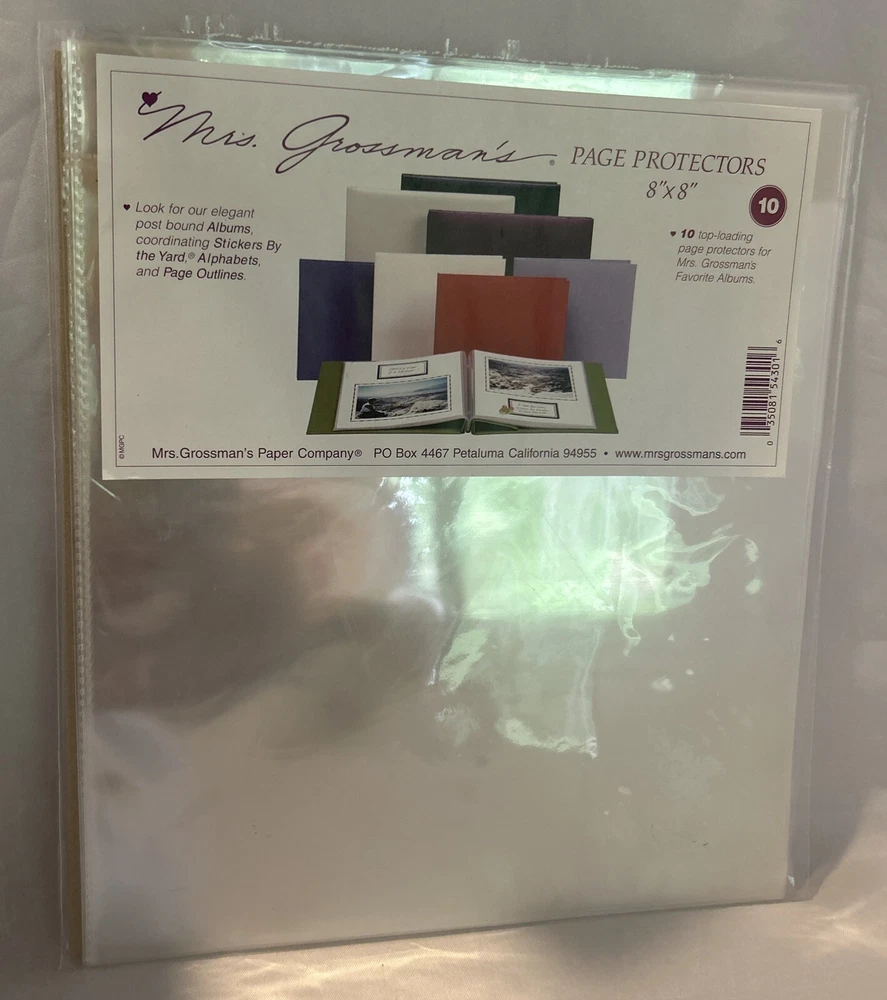 Mrs. Grossman's® PAGE PROTECTORS
8"x8"
10
♥ Look for our elegant
post bound Albums,
coordinating Stickers By
the Yard,® Alphabets,
and Page Outlines.
♥ 10 top-loading
page protectors for
Mrs. Grossman's
Favorite Albums.
0 35081 54301 6
©MGPC
Mrs.Grossman's Paper Company® PO Box 4467 Petaluma California 94955 • www.mrsgrossmans.com